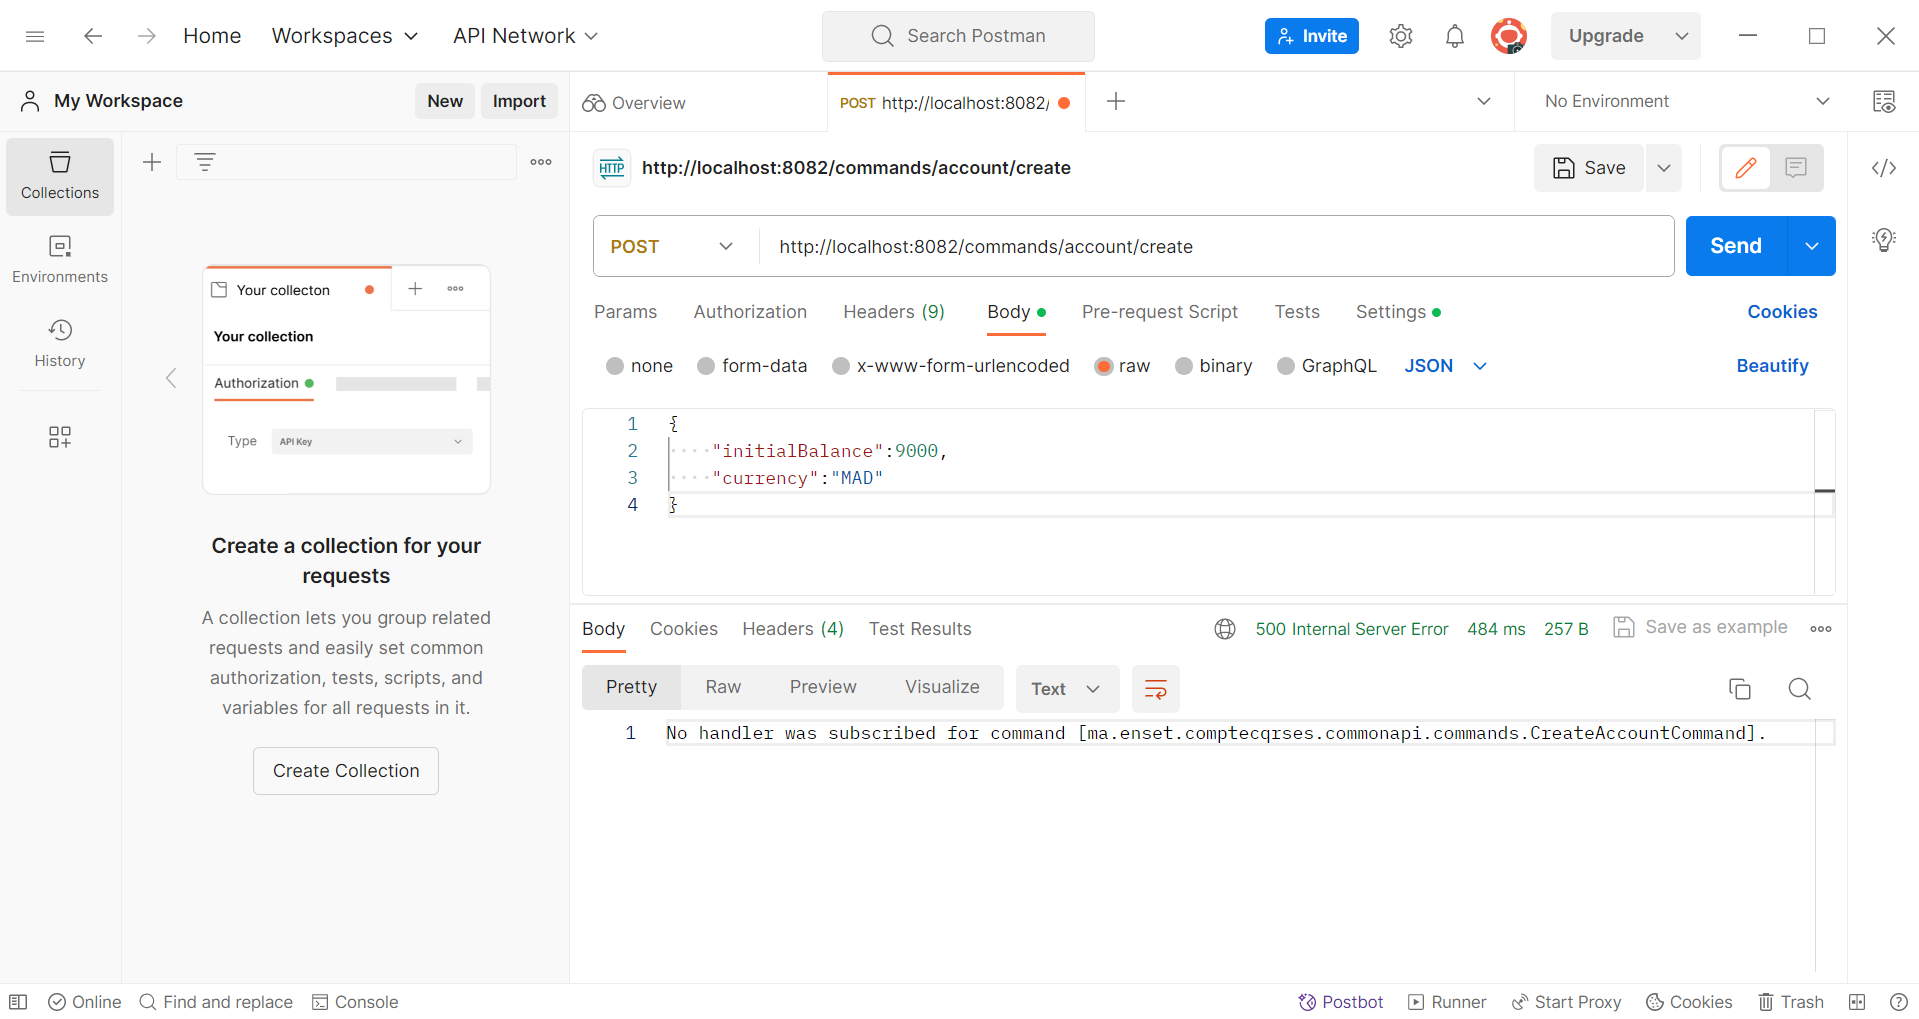 Home
Workspaces
API Network
Search Postman
Invite
Upgrade
My Workspace
New
Import
Overview
POST http://localhost:8082/
No Environment
Collections
Environments
History
Your collecton
Your collection
Authorization
Type
API Key
Create a collection for your
requests
A collection lets you group related
requests and easily set common
authorization, tests, scripts, and
variables for all requests in it.
Create Collection
HTTP
http://localhost:8082/commands/account/create
Save
POST
http://localhost:8082/commands/account/create
Send
Params
Authorization
Headers (9)
Body
Pre-request Script
Tests
Settings
Cookies
none
form-data
x-www-form-urlencoded
raw
binary
GraphQL
JSON
Beautify
1 {
2 "initialBalance":9000,
3 "currency":"MAD"
4 }
Body
Cookies
Headers (4)
Test Results
500 Internal Server Error
484 ms
257 B
Save as example
Pretty
Raw
Preview
Visualize
Text
1 No handler was subscribed for command [ma.enset.comptecqrses.commonapi.commands.CreateAccountCommand].
Online
Find and replace
Console
Postbot
Runner
Start Proxy
Cookies
Trash